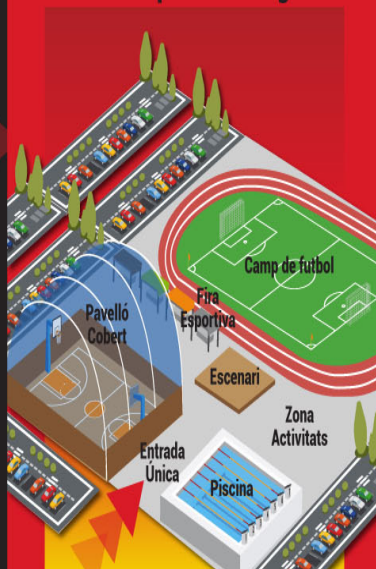 Camp de futbol
Fira
Esportiva
Pavelló
Cobert
Escenari
Zona
Activitats
Entrada
Única
Piscina